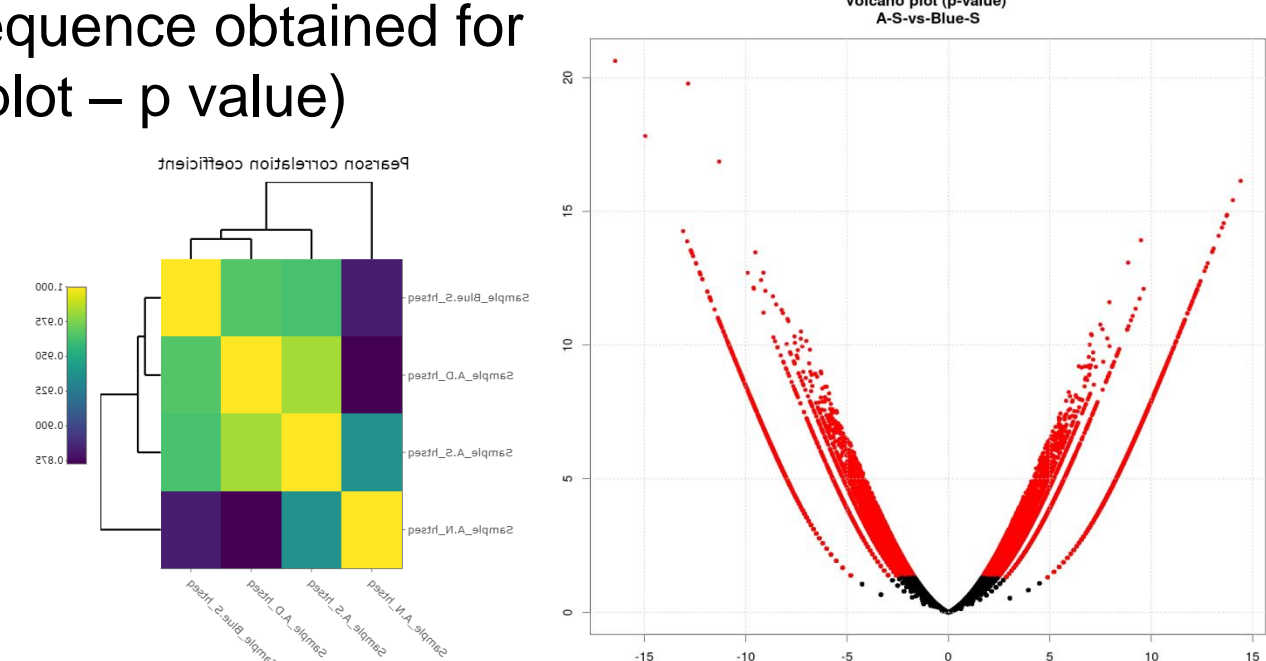 equence obtained for
plot – p value)
Volcano plot (p-value)
A-S-vs-Blue-S
Pearson correlation coefficient
1.000
0.975
0.950
0.925
0.900
0.875
Sample_Blue.S_htseq
Sample_A.D_htseq
Sample_A.S_htseq
Sample_A.N_htseq
Sample_Blue.S_htseq
Sample_A.D_htseq
Sample_A.S_htseq
Sample_A.N_htseq
20
15
10
5
0
-15 -10 -5 0 5 10 15